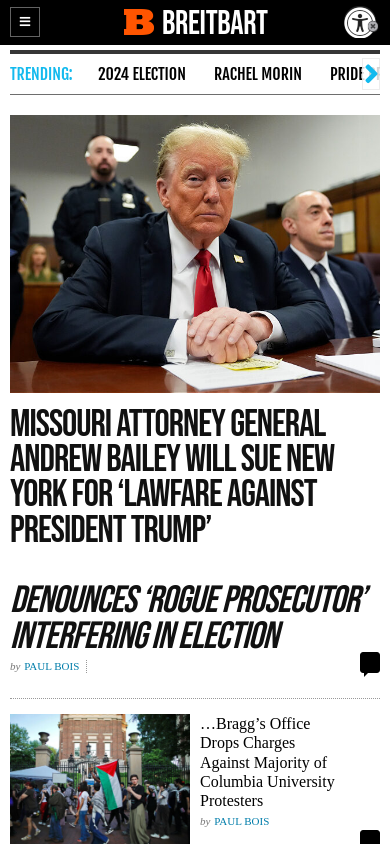 BREITBART
TRENDING: 2024 ELECTION RACHEL MORIN PRIDE
MISSOURI ATTORNEY GENERAL
ANDREW BAILEY WILL SUE NEW
YORK FOR ‘LAWFARE AGAINST
PRESIDENT TRUMP’
DENOUNCES ‘ROGUE PROSECUTOR’
INTERFERING IN ELECTION
by PAUL BOIS
…Bragg’s Office
Drops Charges
Against Majority of
Columbia University
Protesters
by PAUL BOIS